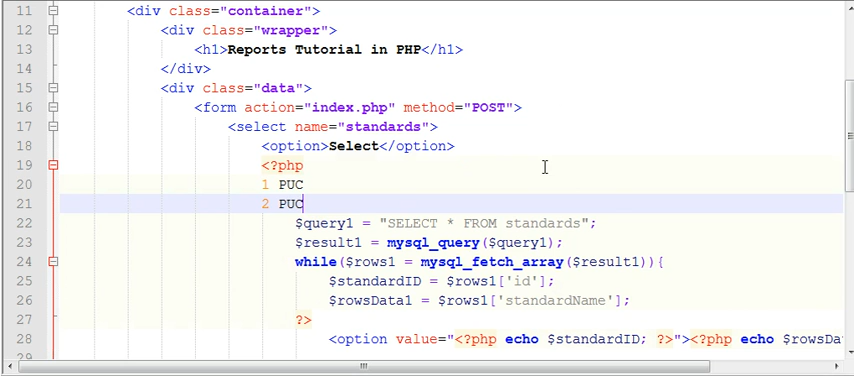 11 <div class="container">
12 <div class="wrapper">
13 <h1>Reports Tutorial in PHP</h1>
14 </div>
15 <div class="data">
16 <form action="index.php" method="POST">
17 <select name="standards">
18 <option>Select</option>
19 <?php
20 1 PUC
21 2 PUC
22 $query1 = "SELECT * FROM standards";
23 $result1 = mysql_query($query1);
24 while($rows1 = mysql_fetch_array($result1)){
25 $standardID = $rows1['id'];
26 $rowsData1 = $rows1['standardName'];
27 ?>
28 <option value="<?php echo $standardID; ?>"><?php echo $rowsDa
29